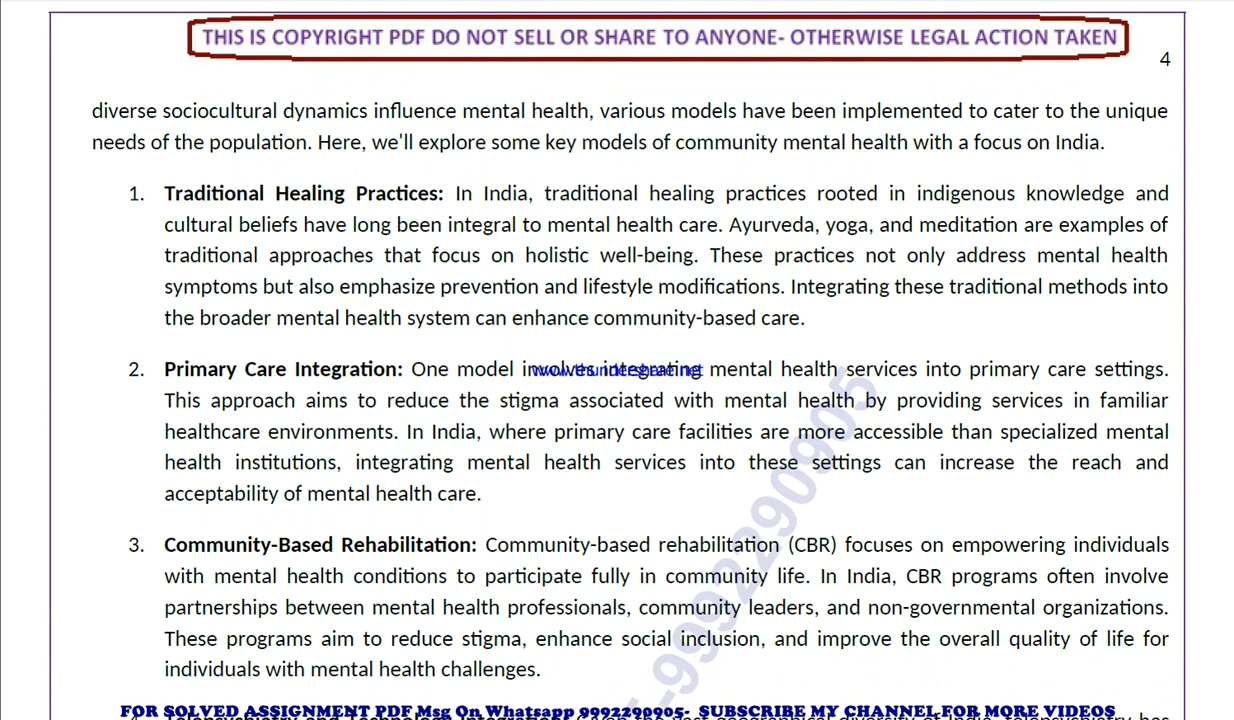 THIS IS COPYRIGHT PDF DO NOT SELL OR SHARE TO ANYONE- OTHERWISE LEGAL ACTION TAKEN
4
diverse sociocultural dynamics influence mental health, various models have been implemented to cater to the unique
needs of the population. Here, we'll explore some key models of community mental health with a focus on India.
1. Traditional Healing Practices: In India, traditional healing practices rooted in indigenous knowledge and
cultural beliefs have long been integral to mental health care. Ayurveda, yoga, and meditation are examples of
traditional approaches that focus on holistic well-being. These practices not only address mental health
symptoms but also emphasize prevention and lifestyle modifications. Integrating these traditional methods into
the broader mental health system can enhance community-based care.
2. Primary Care Integration: One model involves integrating mental health services into primary care settings.
www.thundershare.net
This approach aims to reduce the stigma associated with mental health by providing services in familiar
healthcare environments. In India, where primary care facilities are more accessible than specialized mental
health institutions, integrating mental health services into these settings can increase the reach and
acceptability of mental health care.
3. Community-Based Rehabilitation: Community-based rehabilitation (CBR) focuses on empowering individuals
with mental health conditions to participate fully in community life. In India, CBR programs often involve
partnerships between mental health professionals, community leaders, and non-governmental organizations.
These programs aim to reduce stigma, enhance social inclusion, and improve the overall quality of life for
individuals with mental health challenges.
-9992290905
FOR SOLVED ASSIGNMENT PDF Msg On Whatsapp 9992290905- SUBSCRIBE MY CHANNEL FOR MORE VIDEOS